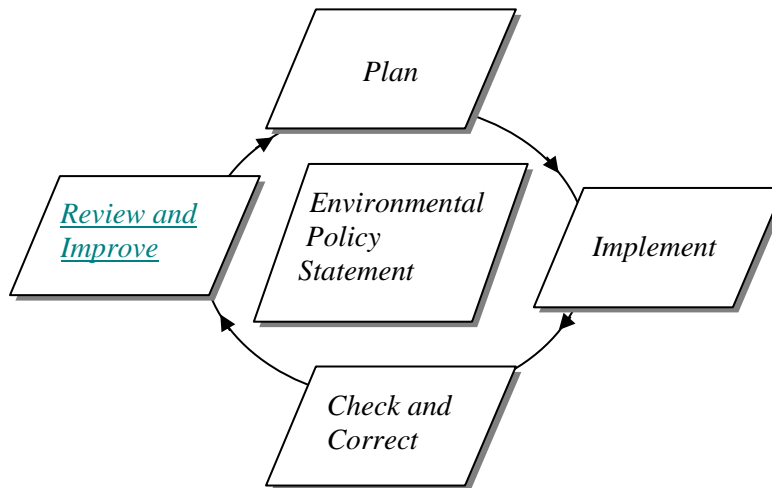 Plan
Review and
Improve
Environmental
Policy
Statement
Implement
Check and
Correct